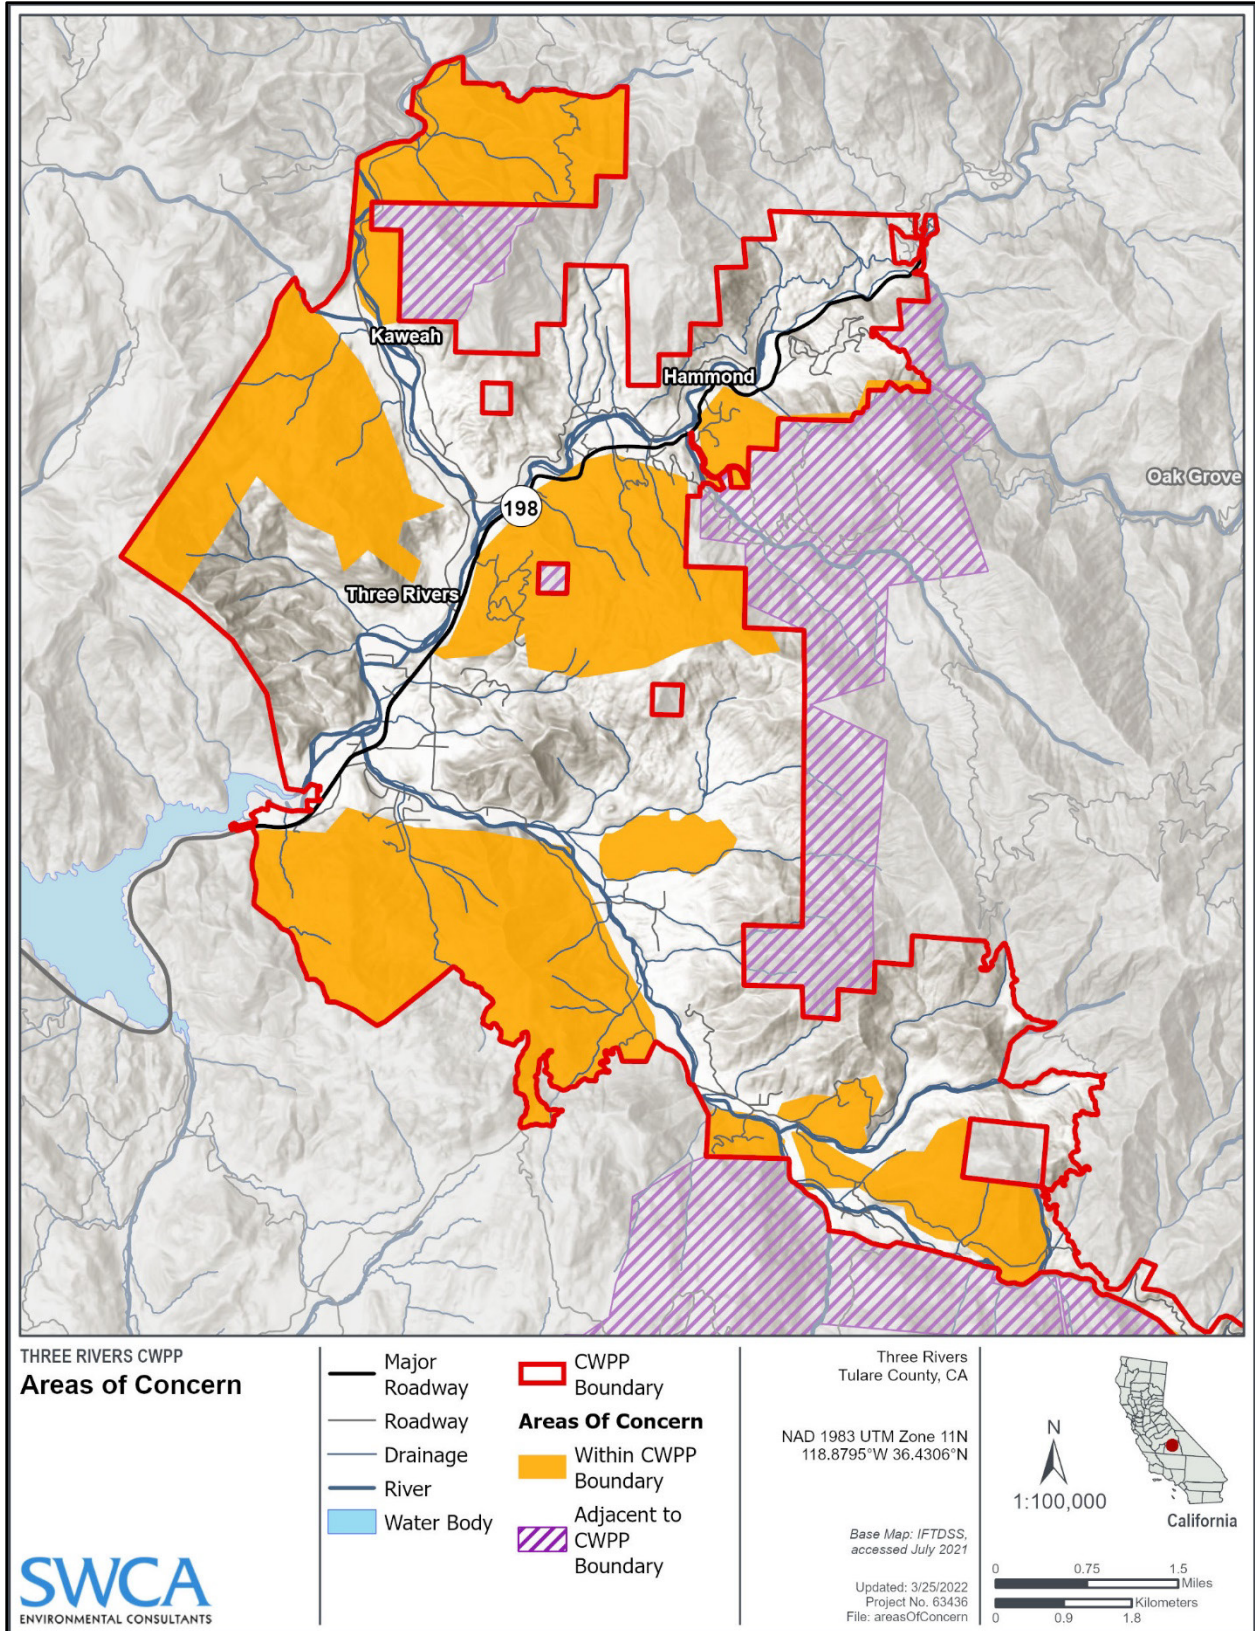 Kaweah
Hammond
Oak Grove
198
Three Rivers
THREE RIVERS CWPP
Areas of Concern
SWCA
ENVIRONMENTAL CONSULTANTS
Major
Roadway
Roadway
Drainage
River
Water Body
CWPP
Boundary
Areas Of Concern
Within CWPP
Boundary
Adjacent to
CWPP
Boundary
Three Rivers
Tulare County, CA
NAD 1983 UTM Zone 11N
118.8795°W 36.4306°N
Base Map: IFTDSS,
accessed July 2021
Updated: 3/25/2022
Project No. 63436
File: areasOfConcern
N
1:100,000
California
0 0.75 1.5
Miles
Kilometers
0 0.9 1.8